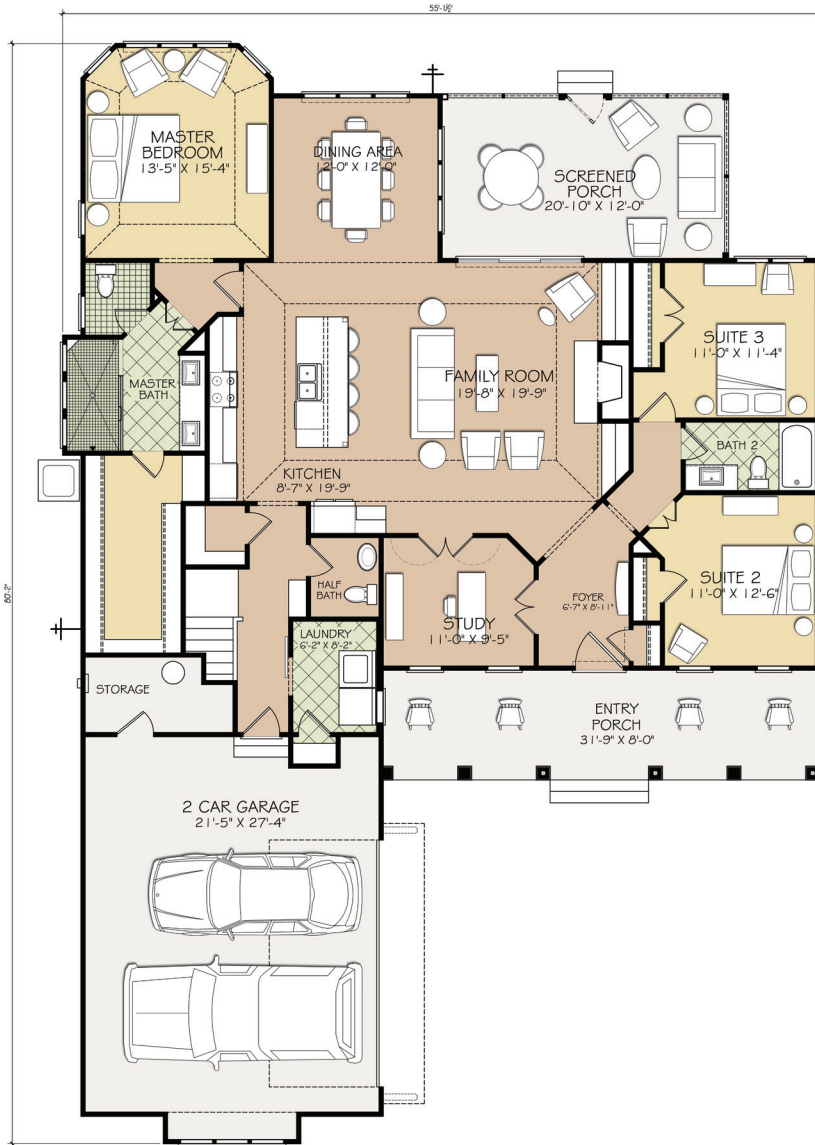 55'-1½"
MASTER
BEDROOM
13'-5" X 15'-4"
DINING AREA
12'-0" X 12'-0"
SCREENED
PORCH
20'-10" X 12'-0"
SUITE 3
11'-0" X 11'-4"
MASTER
BATH
FAMILY ROOM
19'-8" X 19'-9"
BATH 2
KITCHEN
8'-7" X 19'-9"
80'-2"
HALF
BATH
FOYER
6'-7" X 8'-11"
SUITE 2
11'-0" X 12'-6"
STUDY
11'-0" X 9'-5"
LAUNDRY
6'-2" X 8'-2"
STORAGE
ENTRY
PORCH
31'-9" X 8'-0"
2 CAR GARAGE
21'-5" X 27'-4"